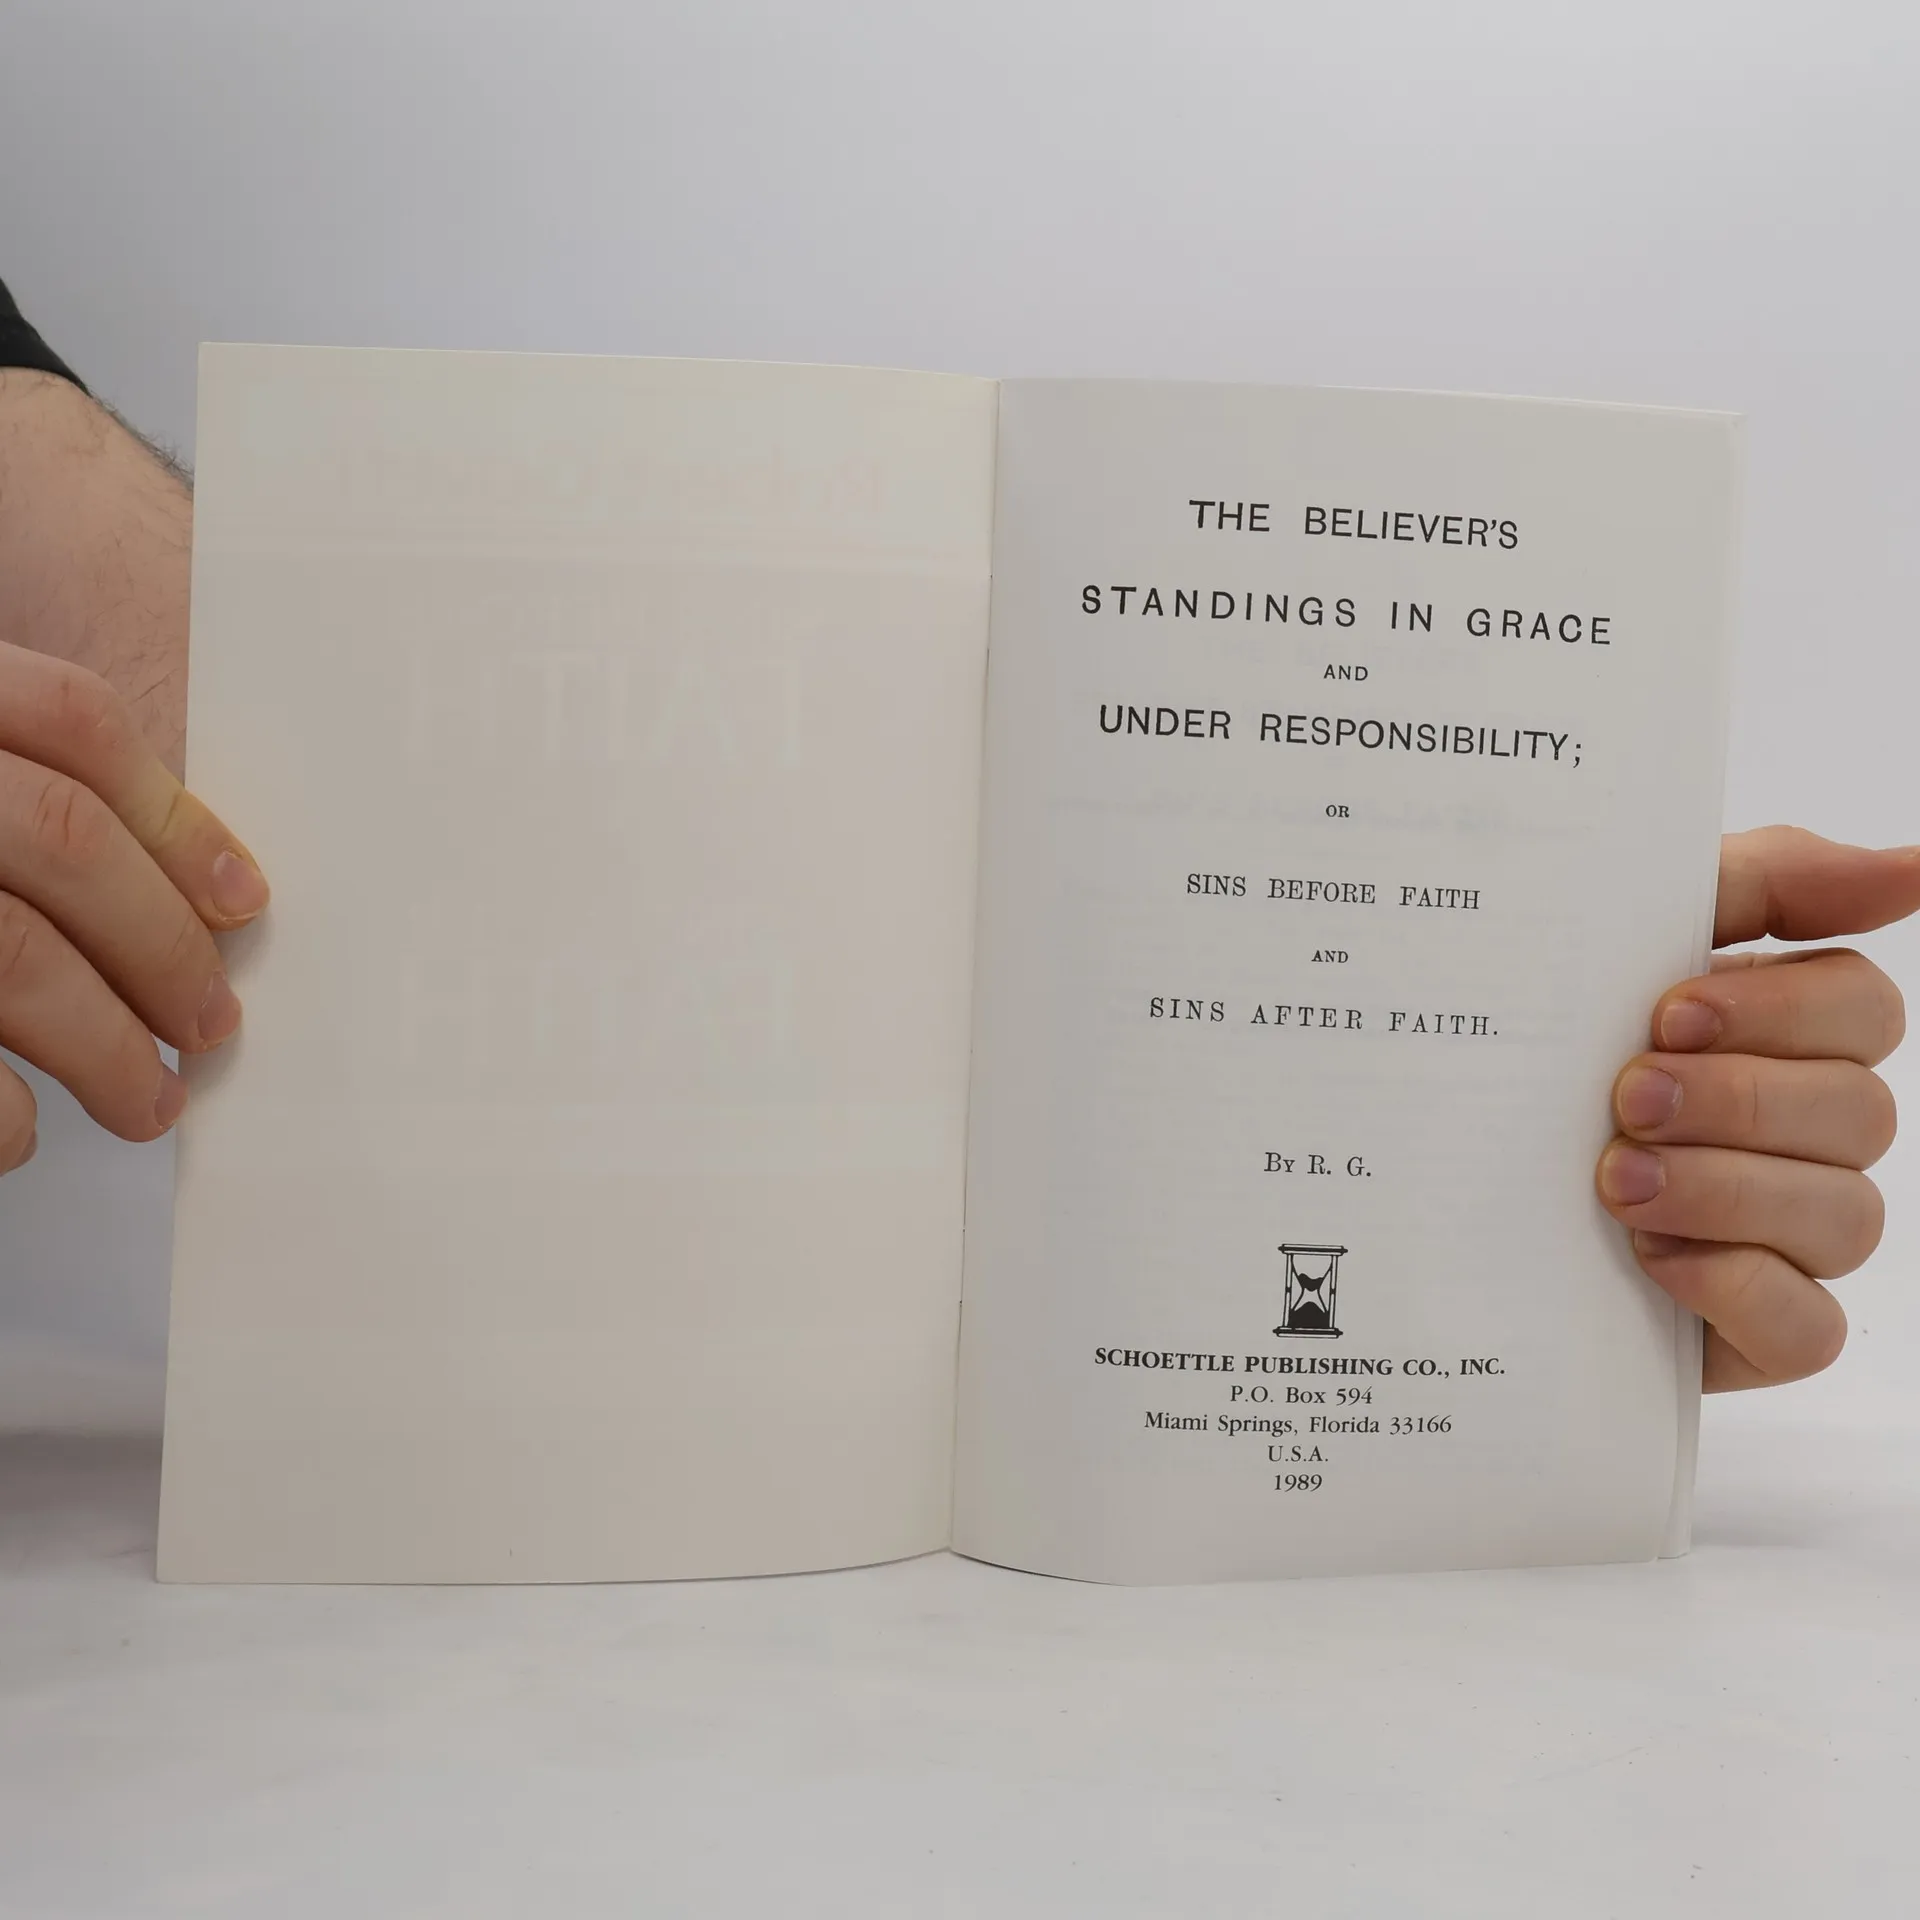 THE BELIEVER'S
STANDINGS IN GRACE
AND
UNDER RESPONSIBILITY;
OR
SINS BEFORE FAITH
AND
SINS AFTER FAITH.
By R. G.
SCHOETTLE PUBLISHING CO., INC.
P.O. Box 594
Miami Springs, Florida 33166
U.S.A.
1989